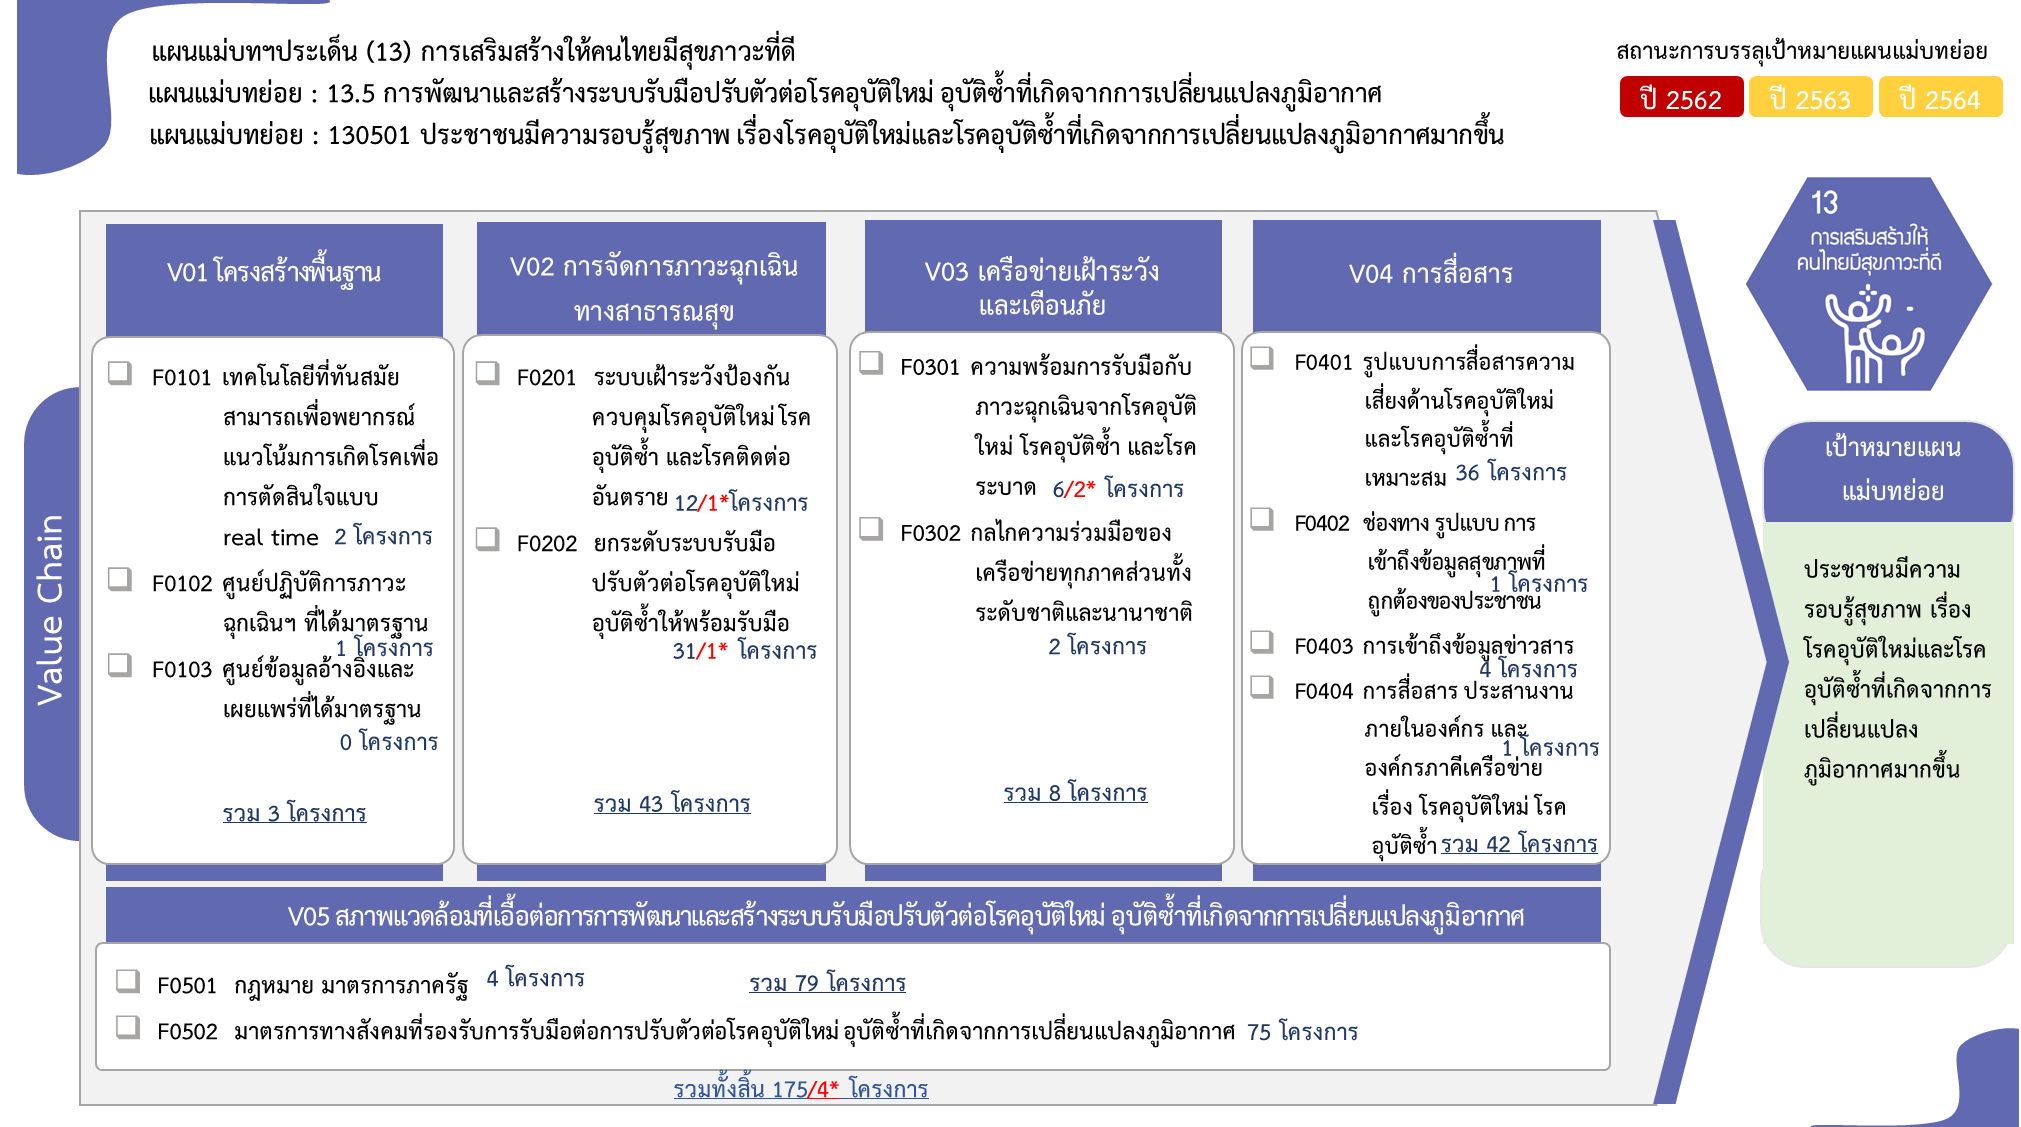 แผนแม่บทฯประเด็น (13) การเสริมสร้างให้คนไทยมีสุขภาวะที่ดี
แผนแม่บทย่อย : 13.5 การพัฒนาและสร้างระบบรับมือปรับตัวต่อโรคอุบัติใหม่ อุบัติซ้ำที่เกิดจากการเปลี่ยนแปลงภูมิอากาศ
แผนแม่บทย่อย : 130501 ประชาชนมีความรอบรู้สุขภาพ เรื่องโรคอุบัติใหม่และโรคอุบัติซ้ำที่เกิดจากการเปลี่ยนแปลงภูมิอากาศมากขึ้น
สถานะการบรรลุเป้าหมายแผนแม่บทย่อย
ปี 2562 ปี 2563 ปี 2564
13
การเสริมสร้างให้
คนไทยมีสุขภาวะที่ดี
Value Chain
V01 โครงสร้างพื้นฐาน
F0101 เทคโนโลยีที่ทันสมัย
สามารถเพื่อพยากรณ์
แนวโน้มการเกิดโรคเพื่อ
การตัดสินใจแบบ
real time 2 โครงการ
F0102 ศูนย์ปฏิบัติการภาวะ
ฉุกเฉินฯ ที่ได้มาตรฐาน
1 โครงการ
F0103 ศูนย์ข้อมูลอ้างอิงและ
เผยแพร่ที่ได้มาตรฐาน
0 โครงการ
รวม 3 โครงการ
V02 การจัดการภาวะฉุกเฉิน
ทางสาธารณสุข
F0201 ระบบเฝ้าระวังป้องกัน
ควบคุมโรคอุบัติใหม่ โรค
อุบัติซ้ำ และโรคติดต่อ
อันตราย 12/1*โครงการ
F0202 ยกระดับระบบรับมือ
ปรับตัวต่อโรคอุบัติใหม่
อุบัติซ้ำให้พร้อมรับมือ
31/1* โครงการ
รวม 43 โครงการ
V03 เครือข่ายเฝ้าระวัง
และเตือนภัย
F0301 ความพร้อมการรับมือกับ
ภาวะฉุกเฉินจากโรคอุบัติ
ใหม่ โรคอุบัติซ้ำ และโรค
ระบาด 6/2* โครงการ
F0302 กลไกความร่วมมือของ
เครือข่ายทุกภาคส่วนทั้ง
ระดับชาติและนานาชาติ
2 โครงการ
รวม 8 โครงการ
V04 การสื่อสาร
F0401 รูปแบบการสื่อสารความ
เสี่ยงด้านโรคอุบัติใหม่
และโรคอุบัติซ้ำที่
เหมาะสม 36 โครงการ
F0402 ช่องทาง รูปแบบ การ
เข้าถึงข้อมูลสุขภาพที่
1 โครงการ
ถูกต้องของประชาชน
F0403 การเข้าถึงข้อมูลข่าวสาร
4 โครงการ
F0404 การสื่อสาร ประสานงาน
ภายในองค์กร และ
1 โครงการ
องค์กรภาคีเครือข่าย
เรื่อง โรคอุบัติใหม่ โรค
อุบัติซ้ำ รวม 42 โครงการ
V05 สภาพแวดล้อมที่เอื้อต่อการการพัฒนาและสร้างระบบรับมือปรับตัวต่อโรคอุบัติใหม่ อุบัติซ้ำที่เกิดจากการเปลี่ยนแปลงภูมิอากาศ
F0501 กฎหมาย มาตรการภาครัฐ 4 โครงการ รวม 79 โครงการ
F0502 มาตรการทางสังคมที่รองรับการรับมือต่อการปรับตัวต่อโรคอุบัติใหม่ อุบัติซ้ำที่เกิดจากการเปลี่ยนแปลงภูมิอากาศ 75 โครงการ
รวมทั้งสิ้น 175/4* โครงการ
เป้าหมายแผน
แม่บทย่อย
ประชาชนมีความ
รอบรู้สุขภาพ เรื่อง
โรคอุบัติใหม่และโรค
อุบัติซ้ำที่เกิดจากการ
เปลี่ยนแปลง
ภูมิอากาศมากขึ้น